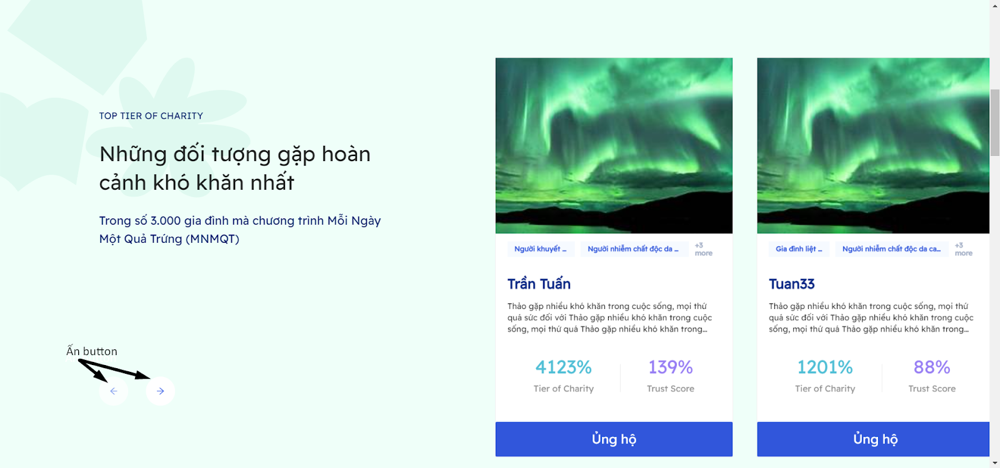 TOP TIER OF CHARITY
Những đối tượng gặp hoàn
cảnh khó khăn nhất
Trong số 3.000 gia đình mà chương trình Mỗi Ngày
Một Quả Trứng (MNMQT)
Ấn button
Người khuyết ...
Người nhiễm chất độc da ...
+3
more
Trần Tuấn
Thảo gặp nhiều khó khăn trong cuộc sống, mọi thứ
quá sức đối với Thảo gặp nhiều khó khăn trong cuộc
sống, mọi thứ quá Thảo gặp nhiều khó khăn trong...
4123%
Tier of Charity
139%
Trust Score
Ủng hộ
Gia đình liệt ...
Người nhiễm chất độc da ca...
+3
more
Tuan33
Thảo gặp nhiều khó khăn trong cuộc sống, mọi thứ
quá sức đối với Thảo gặp nhiều khó khăn trong cuộc
sống, mọi thứ quá Thảo gặp nhiều khó khăn trong...
1201%
Tier of Charity
88%
Trust Score
Ủng hộ